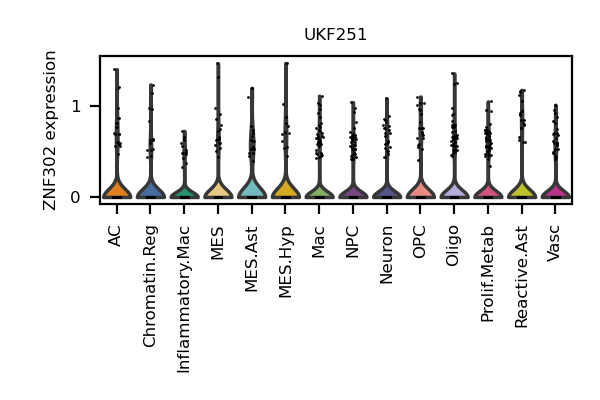 UKF251
ZNF302 expression
1
0
AC
Chromatin.Reg
Inflammatory.Mac
MES
MES.Ast
MES.Hyp
Mac
NPC
Neuron
OPC
Oligo
Prolif.Metab
Reactive.Ast
Vasc